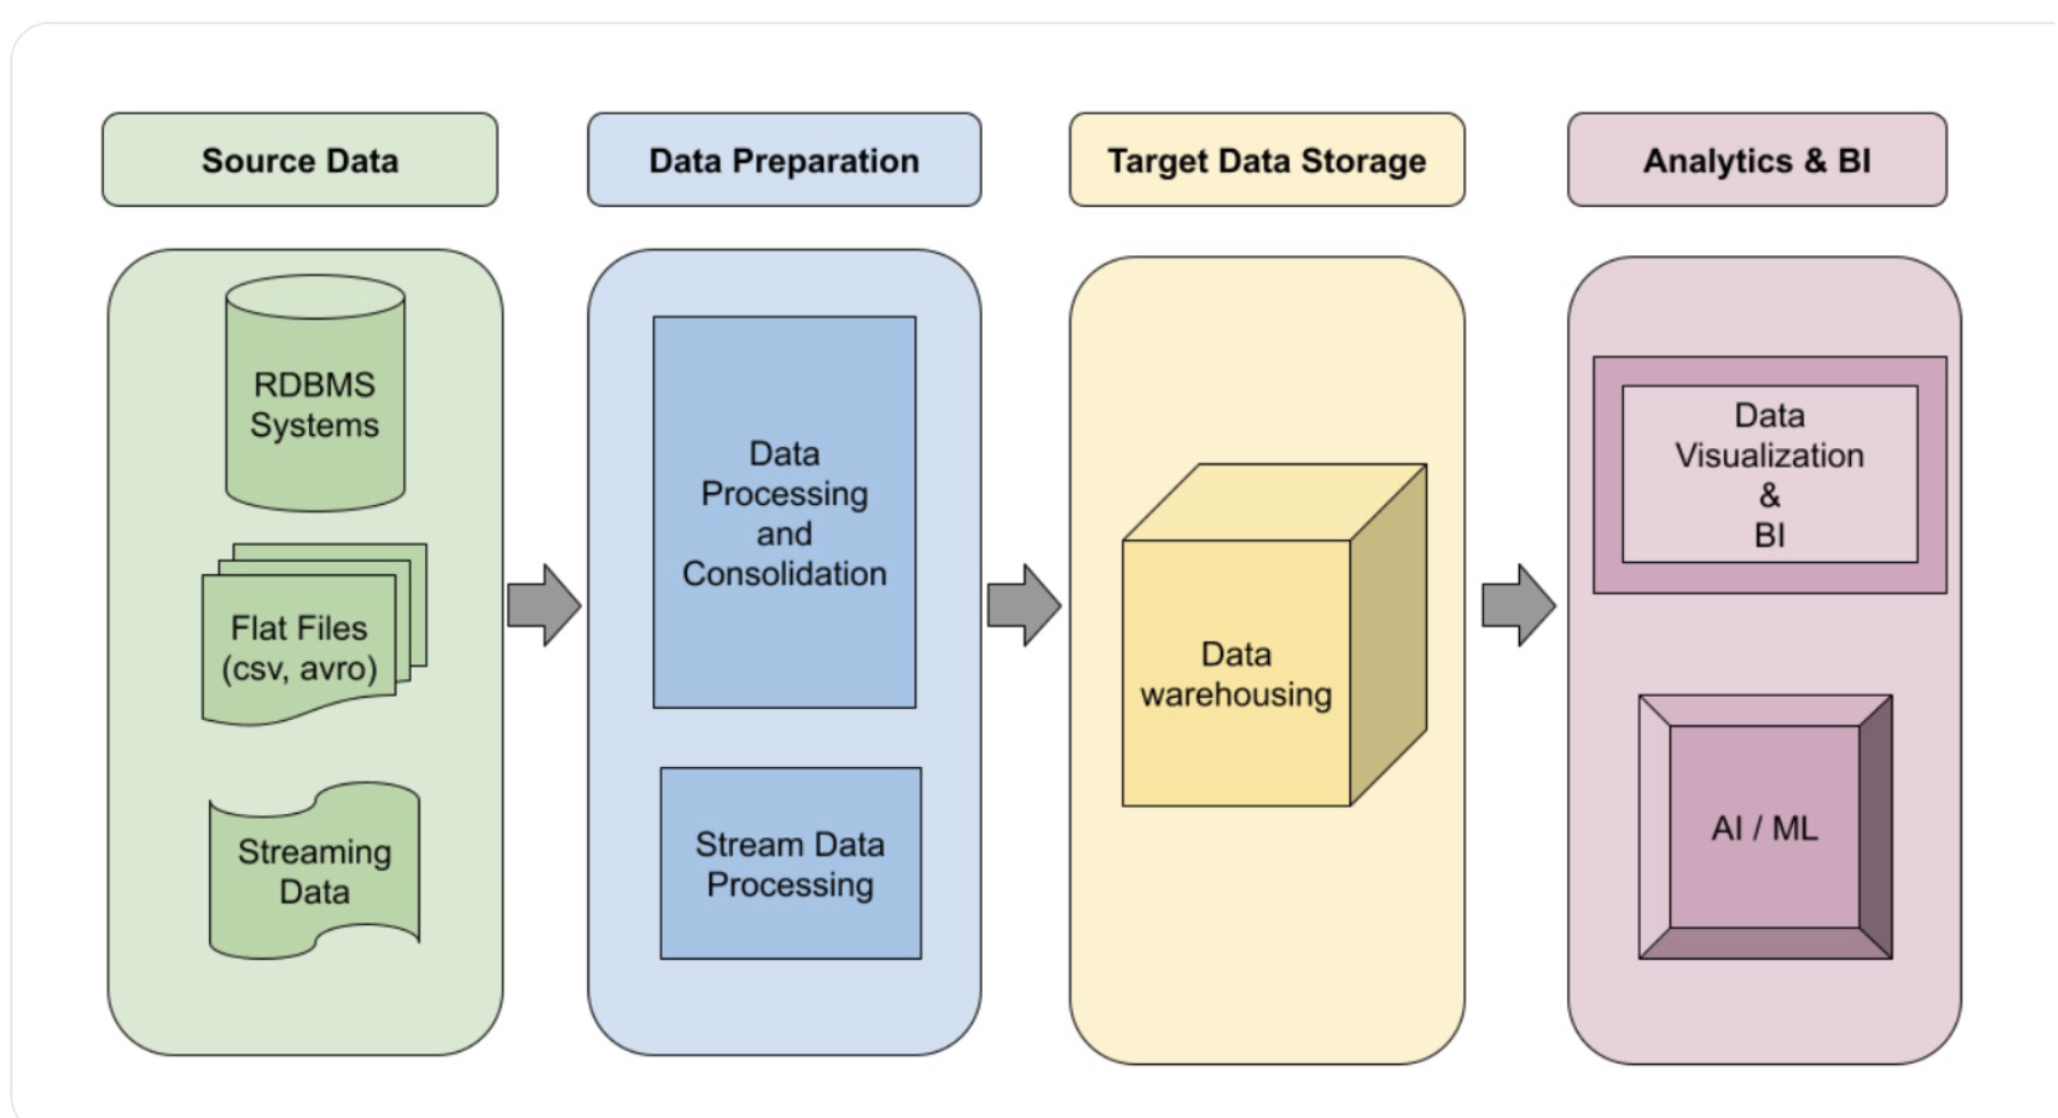 Source Data
Data Preparation
Target Data Storage
Analytics & BI
RDBMS
Systems
Flat Files
(csv, avro)
Streaming
Data
Data
Processing
and
Consolidation
Stream Data
Processing
Data
warehousing
Data
Visualization
&
BI
AI / ML